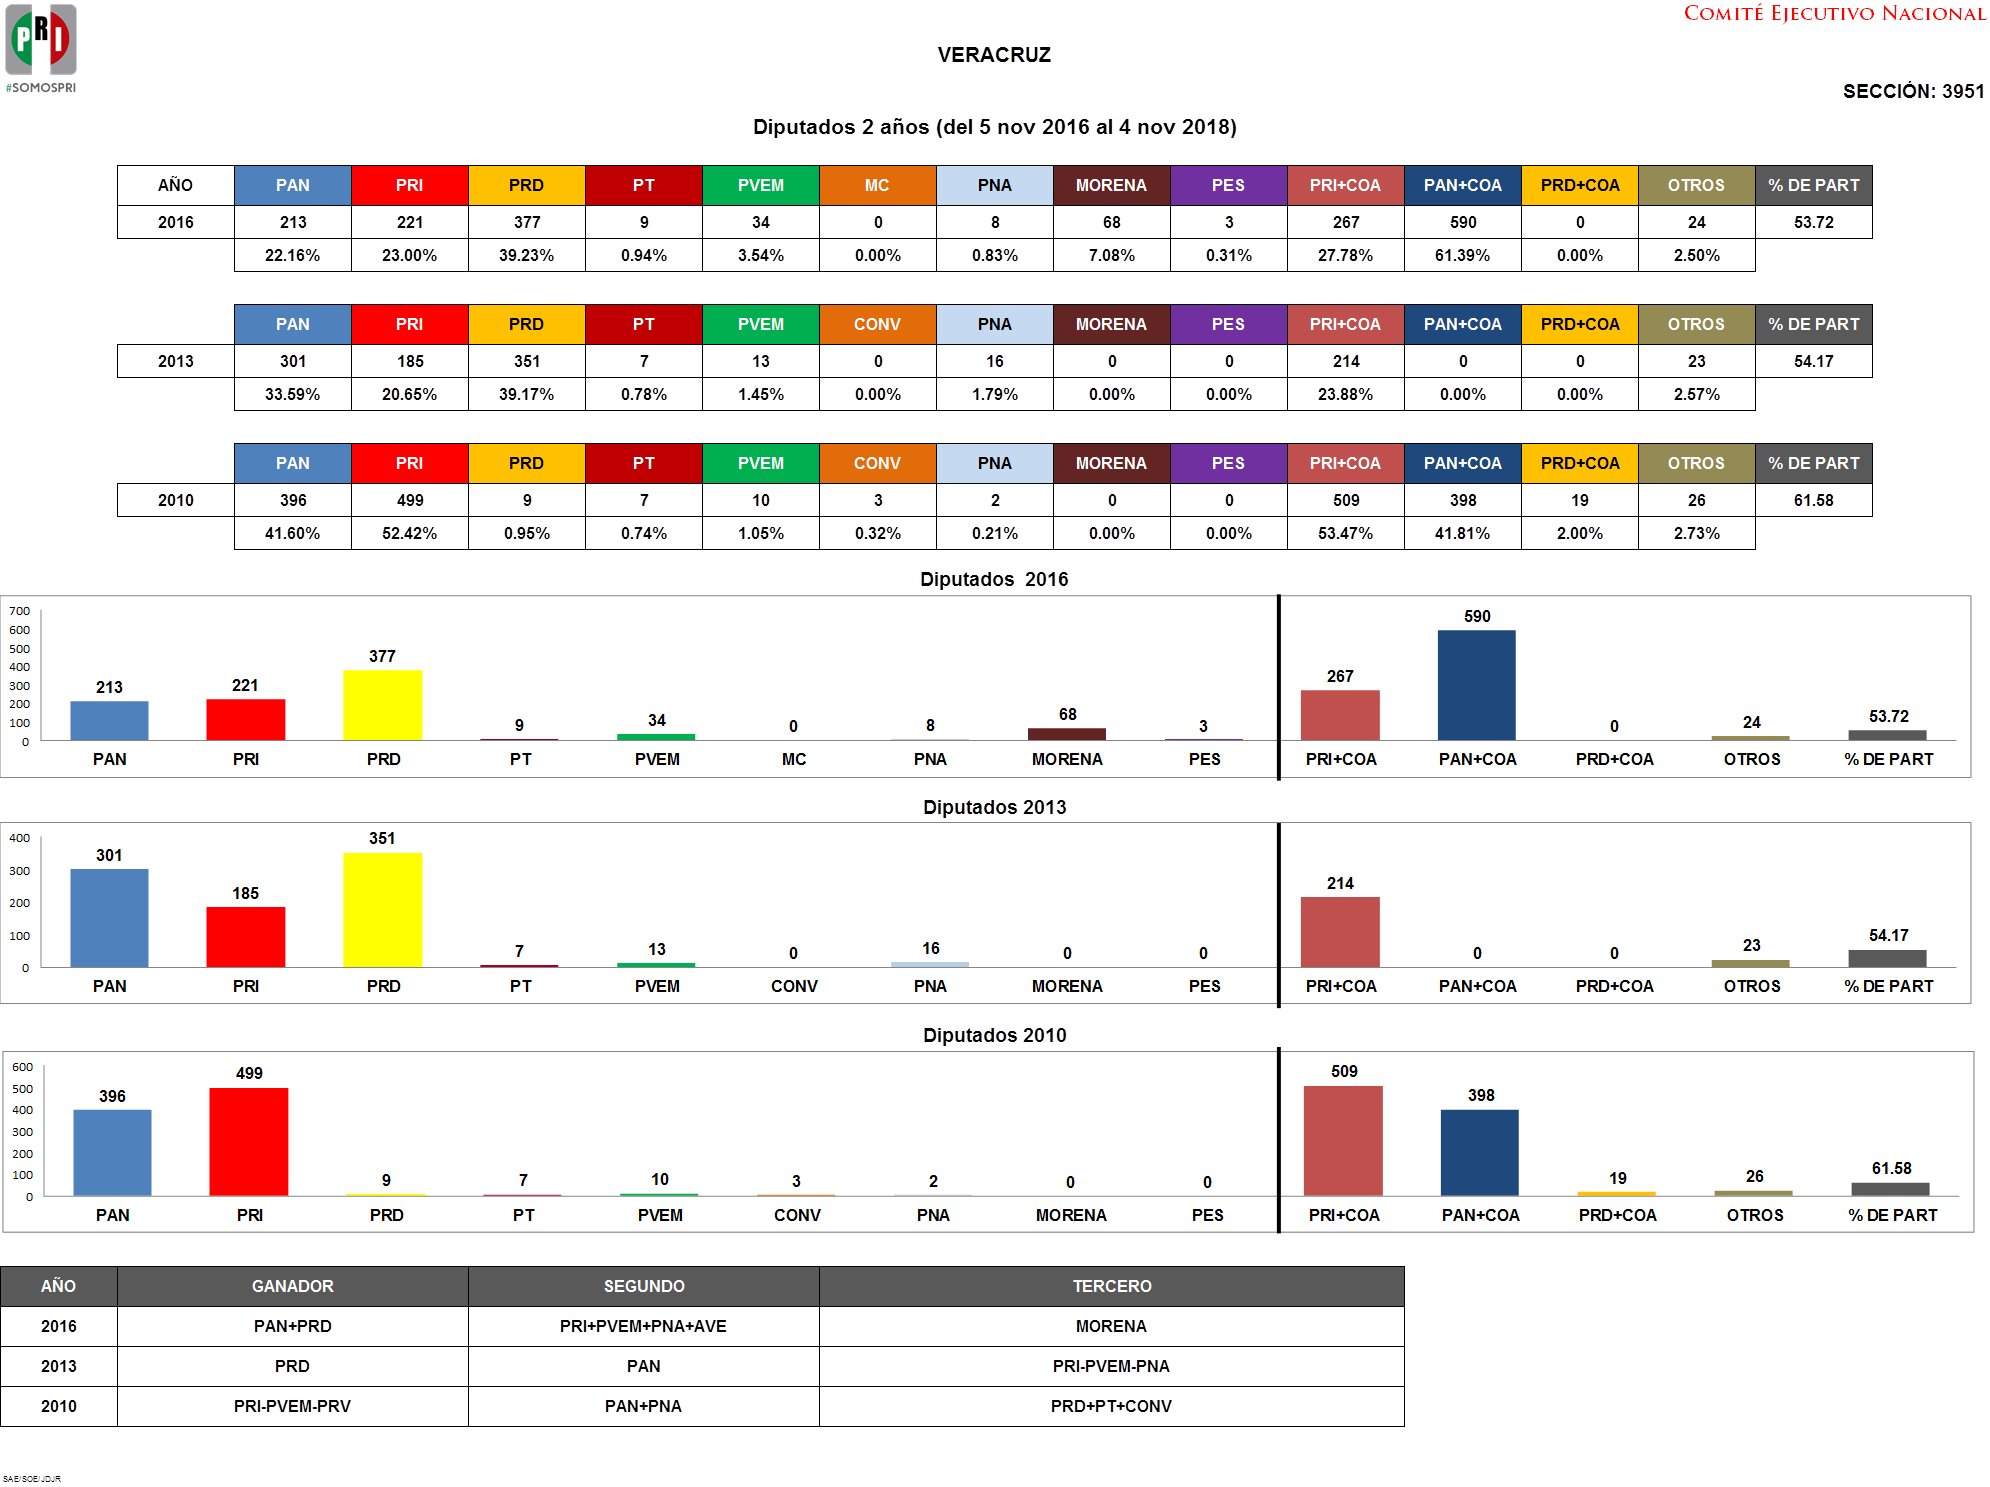 PRI
#SOMOSPRI
COMITÉ EJECUTIVO NACIONAL
VERACRUZ
SECCIÓN: 3951
Diputados 2 años (del 5 nov 2016 al 4 nov 2018)
AÑO PAN PRI PRD PT PVEM MC PNA MORENA PES PRI+COA PAN+COA PRD+COA OTROS % DE PART
2016 213 221 377 9 34 0 8 68 3 267 590 0 24 53.72
22.16% 23.00% 39.23% 0.94% 3.54% 0.00% 0.83% 7.08% 0.31% 27.78% 61.39% 0.00% 2.50%
PAN PRI PRD PT PVEM CONV PNA MORENA PES PRI+COA PAN+COA PRD+COA OTROS % DE PART
2013 301 185 351 7 13 0 16 0 0 214 0 0 23 54.17
33.59% 20.65% 39.17% 0.78% 1.45% 0.00% 1.79% 0.00% 0.00% 23.88% 0.00% 0.00% 2.57%
PAN PRI PRD PT PVEM CONV PNA MORENA PES PRI+COA PAN+COA PRD+COA OTROS % DE PART
2010 396 499 9 7 10 3 2 0 0 509 398 19 26 61.58
41.60% 52.42% 0.95% 0.74% 1.05% 0.32% 0.21% 0.00% 0.00% 53.47% 41.81% 2.00% 2.73%
Diputados 2016
700
600
500
400
300
200
100
0
213 221 377 9 34 0 8 68 3 267 590 0 24 53.72
PAN PRI PRD PT PVEM MC PNA MORENA PES PRI+COA PAN+COA PRD+COA OTROS % DE PART
Diputados 2013
400
300
200
100
0
301 185 351 7 13 0 16 0 0 214 0 0 23 54.17
PAN PRI PRD PT PVEM CONV PNA MORENA PES PRI+COA PAN+COA PRD+COA OTROS % DE PART
Diputados 2010
600
500
400
300
200
100
0
396 499 9 7 10 3 2 0 0 509 398 19 26 61.58
PAN PRI PRD PT PVEM CONV PNA MORENA PES PRI+COA PAN+COA PRD+COA OTROS % DE PART
AÑO GANADOR SEGUNDO TERCERO
2016 PAN+PRD PRI+PVEM+PNA+AVE MORENA
2013 PRD PAN PRI-PVEM-PNA
2010 PRI-PVEM-PRV PAN+PNA PRD+PT+CONV
SAE/SOE/JDJR